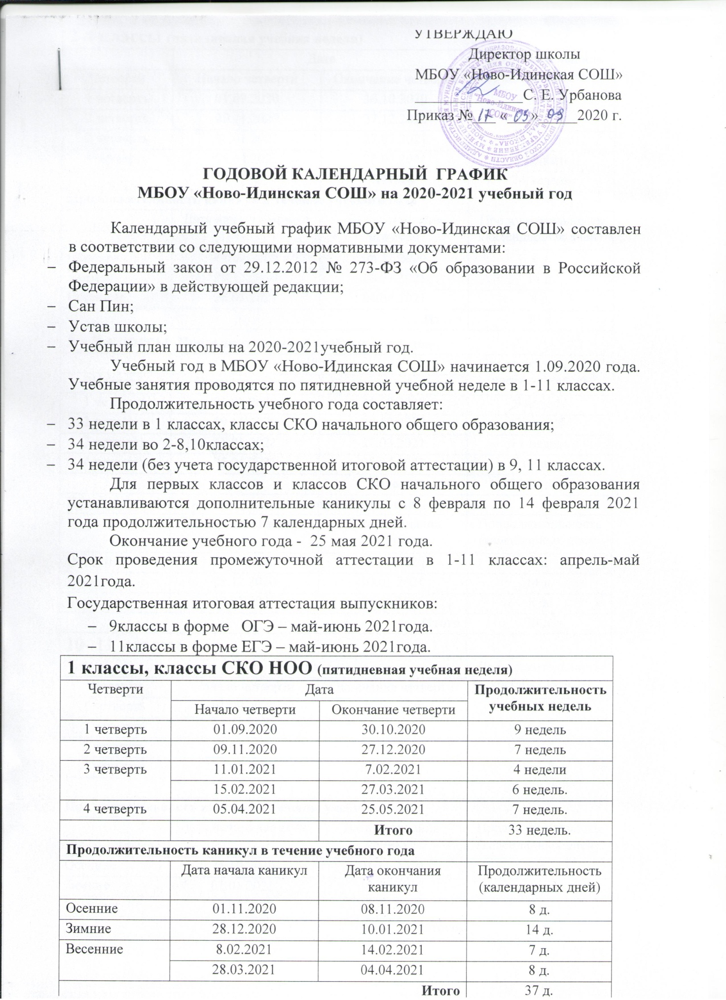 УТВЕРЖДАЮ
Директор школы
МБОУ «Ново-Идинская СОШ»
______________С. Е. Урбанова
Приказ № 17 « 03 » 09 2020 г.
МБОУ
"Ново-Идинская
СОШ"
ГОДОВОЙ КАЛЕНДАРНЫЙ ГРАФИК
МБОУ «Ново-Идинская СОШ» на 2020-2021 учебный год
Календарный учебный график МБОУ «Ново-Идинская СОШ» составлен
в соответствии со следующими нормативными документами:
– Федеральный закон от 29.12.2012 № 273-ФЗ «Об образовании в Российской
Федерации» в действующей редакции;
– Сан Пин;
– Устав школы;
– Учебный план школы на 2020-2021учебный год.
Учебный год в МБОУ «Ново-Идинская СОШ» начинается 1.09.2020 года.
Учебные занятия проводятся по пятидневной учебной неделе в 1-11 классах.
Продолжительность учебного года составляет:
– 33 недели в 1 классах, классы СКО начального общего образования;
– 34 недели во 2-8,10классах;
– 34 недели (без учета государственной итоговой аттестации) в 9, 11 классах.
Для первых классов и классов СКО начального общего образования
устанавливаются дополнительные каникулы с 8 февраля по 14 февраля 2021
года продолжительностью 7 календарных дней.
Окончание учебного года - 25 мая 2021 года.
Срок проведения промежуточной аттестации в 1-11 классах: апрель-май
2021года.
Государственная итоговая аттестация выпускников:
– 9классы в форме ОГЭ – май-июнь 2021года.
– 11классы в форме ЕГЭ – май-июнь 2021года.
1 классы, классы СКО НОО (пятидневная учебная неделя)
Четверти Дата Продолжительность
учебных недель
Начало четверти Окончание четверти
1 четверть 01.09.2020 30.10.2020 9 недель
2 четверть 09.11.2020 27.12.2020 7 недель
3 четверть 11.01.2021 7.02.2021 4 недели
15.02.2021 27.03.2021 6 недель.
4 четверть 05.04.2021 25.05.2021 7 недель.
Итого 33 недель.
Продолжительность каникул в течение учебного года
Дата начала каникул Дата окончания Продолжительность
каникул (календарных дней)
Осенние 01.11.2020 08.11.2020 8 д.
Зимние 28.12.2020 10.01.2021 14 д.
Весенние 8.02.2021 14.02.2021 7 д.
28.03.2021 04.04.2021 8 д.
Итого 37 д.